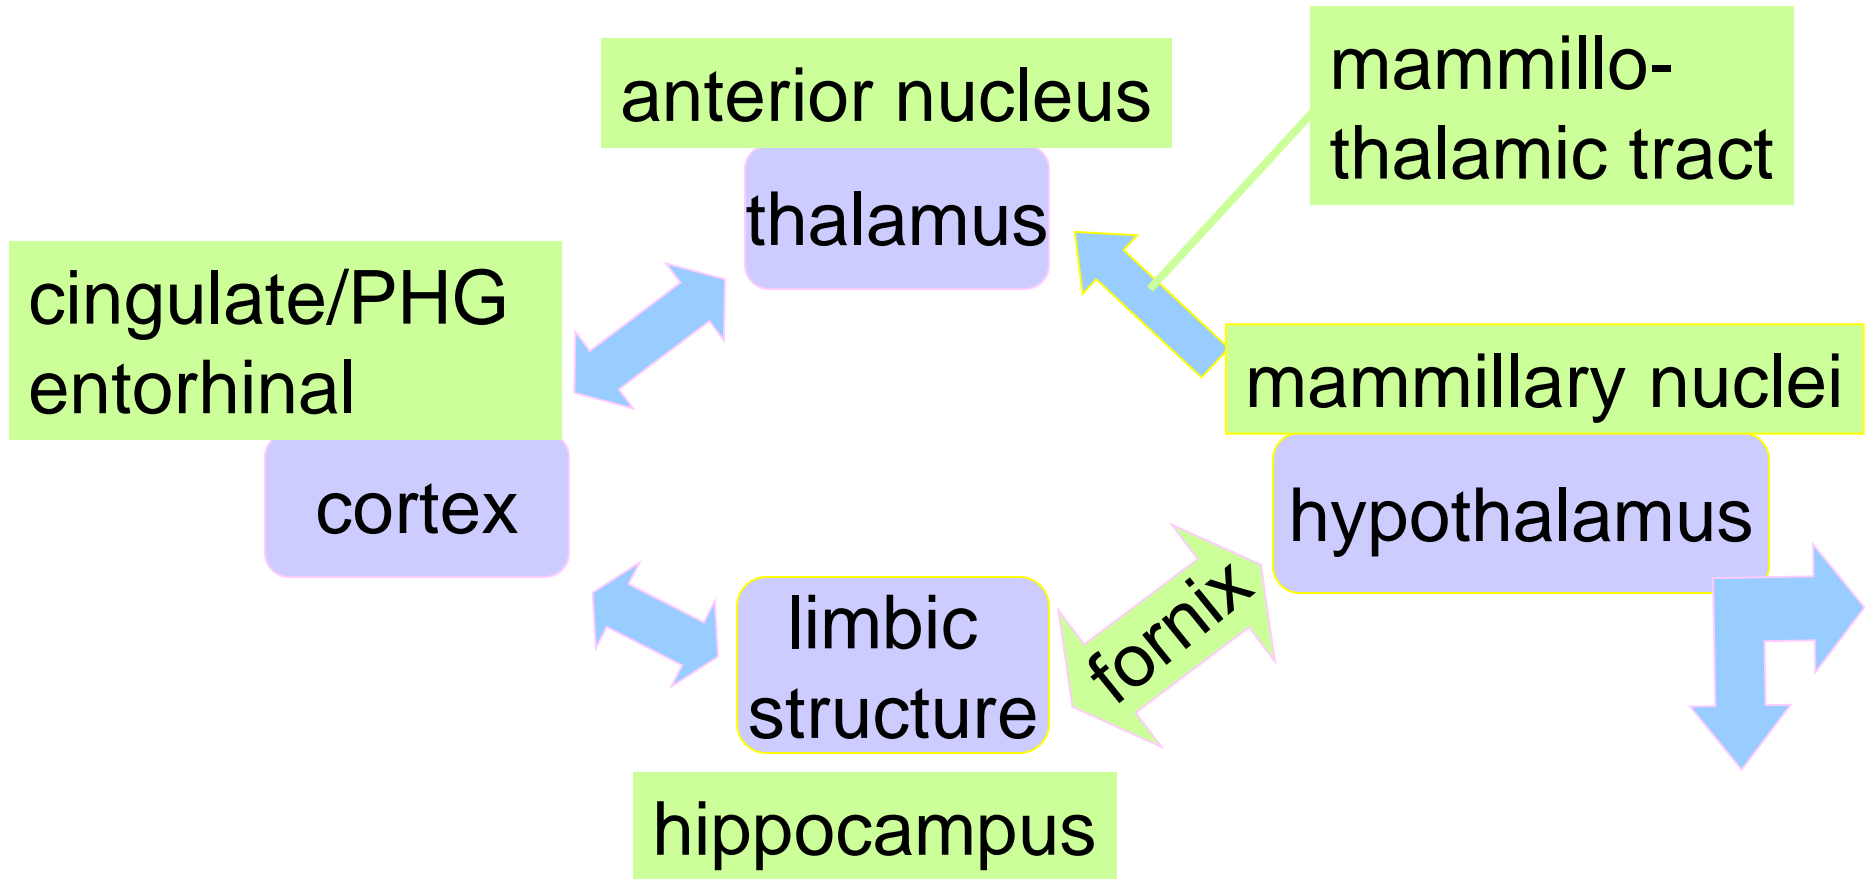 anterior nucleus
thalamus
mammillo-
thalamic tract
cingulate/PHG
entorhinal
cortex
mammillary nuclei
hypothalamus
fornix
limbic
structure
hippocampus